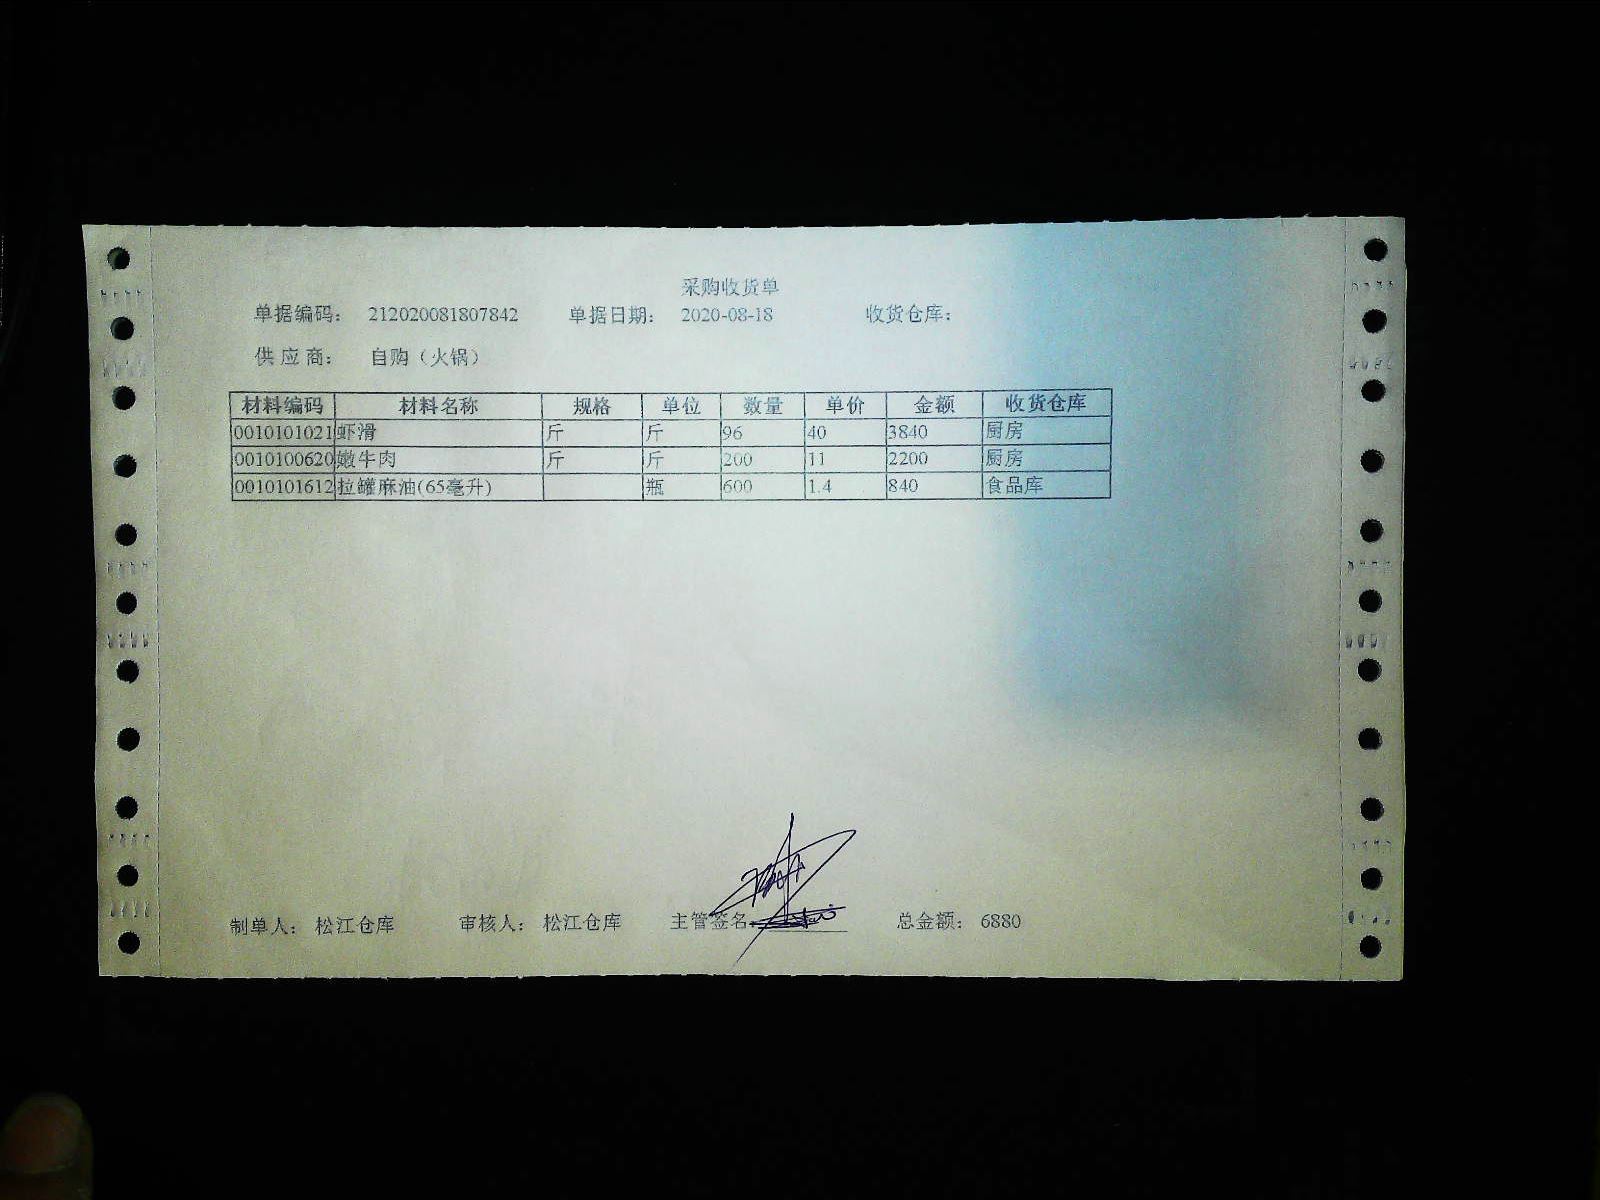 采购收货单
单据编码： 212020081807842 单据日期： 2020-08-18 收货仓库：
供 应 商： 自购（火锅）
材料编码 材料名称 规格 单位 数量 单价 金额 收货仓库
0010101021 虾滑 斤 斤 96 40 3840 厨房
0010100620 嫩牛肉 斤 斤 200 11 2200 厨房
0010101612 拉罐麻油(65毫升) 瓶 600 1.4 840 食品库
制单人： 松江仓库 审核人： 松江仓库 主管签名 总金额： 6880